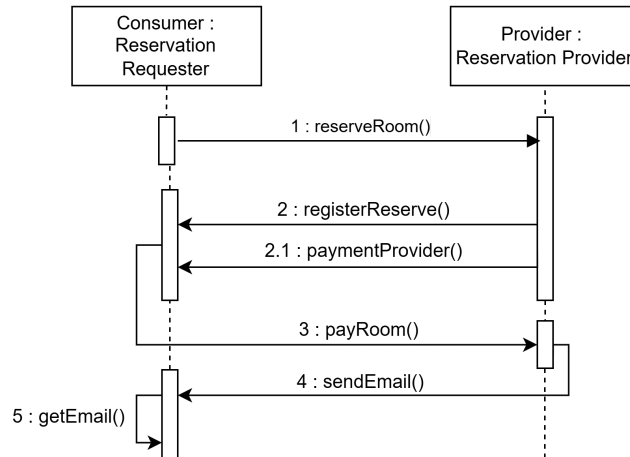 Consumer :
Reservation
Requester
Provider :
Reservation Provider
1 : reserveRoom()
2 : registerReserve()
2.1 : paymentProvider()
3 : payRoom()
4 : sendEmail()
5 : getEmail()